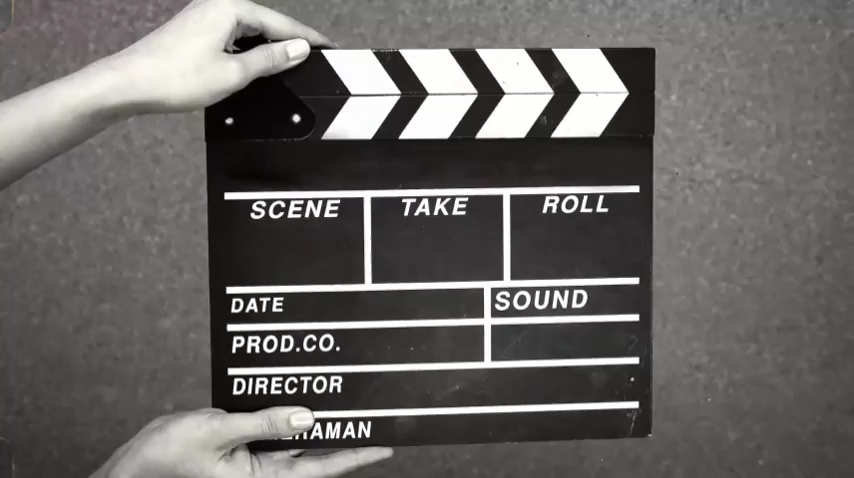 SCENE TAKE ROLL
DATE SOUND
PROD.CO.
DIRECTOR